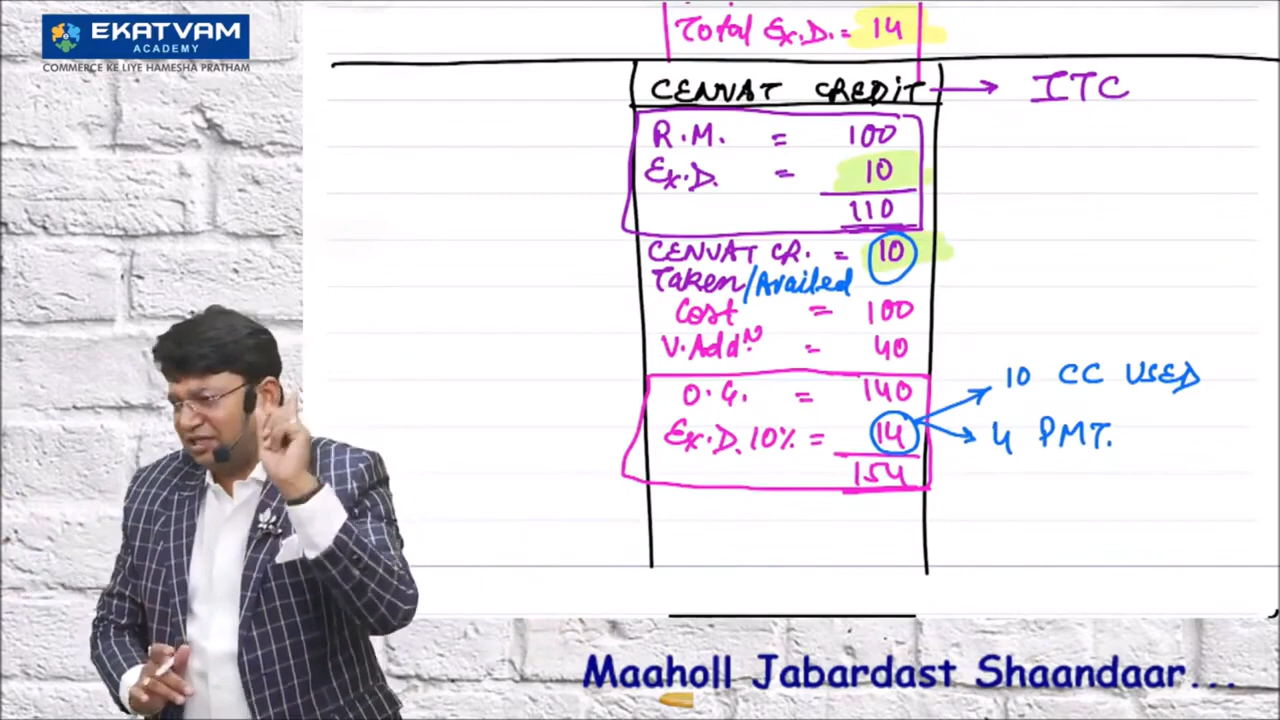 EKATVAM
ACADEMY
COMMERCE KE LIYE HAMESHA PRATHAM
Total Ex.D. = 14
CENVAT CREDIT → ITC
R.M. = 100
Ex.D. = 10
110
CENVAT CR. = 10
Taken/Availed
Cost = 100
V.Addn. = 40
O.G. = 140
Ex.D.10% = 14
154
10 CC USED
4 PMT.
Maaholl Jabardast Shaandaar...